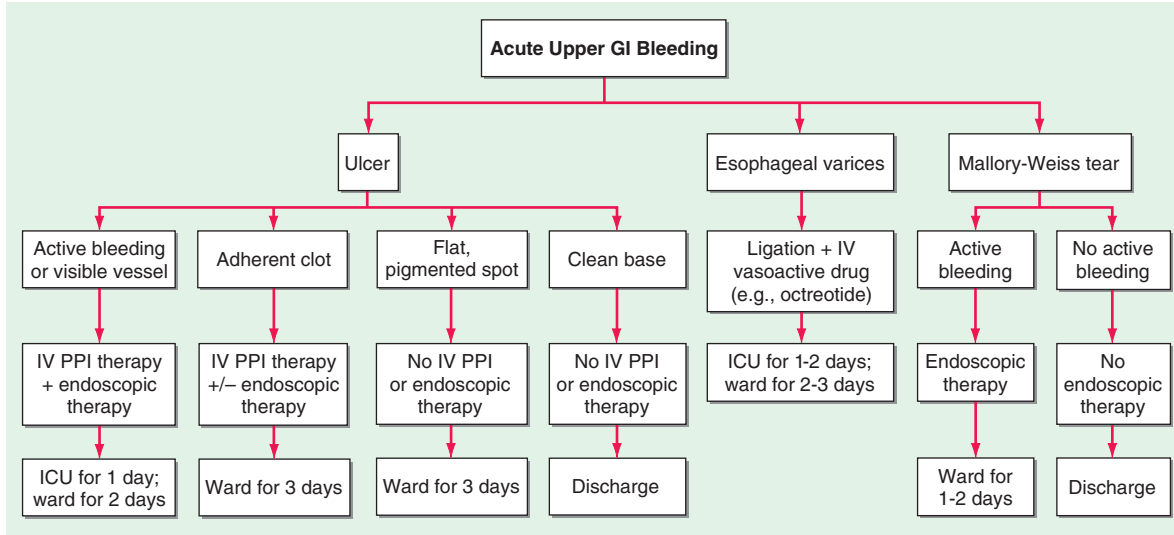 Acute Upper GI Bleeding
Ulcer
Esophageal varices
Mallory-Weiss tear
Active bleeding
or visible vessel
Adherent clot
Flat,
pigmented spot
Clean base
Ligation + IV
vasoactive drug
(e.g., octreotide)
Active
bleeding
No active
bleeding
IV PPI therapy
+ endoscopic
therapy
IV PPI therapy
+/– endoscopic
therapy
No IV PPI
or endoscopic
therapy
No IV PPI
or endoscopic
therapy
ICU for 1-2 days;
ward for 2-3 days
Endoscopic
therapy
No
endoscopic
therapy
ICU for 1 day;
ward for 2 days
Ward for 3 days
Ward for 3 days
Discharge
Ward for
1-2 days
Discharge